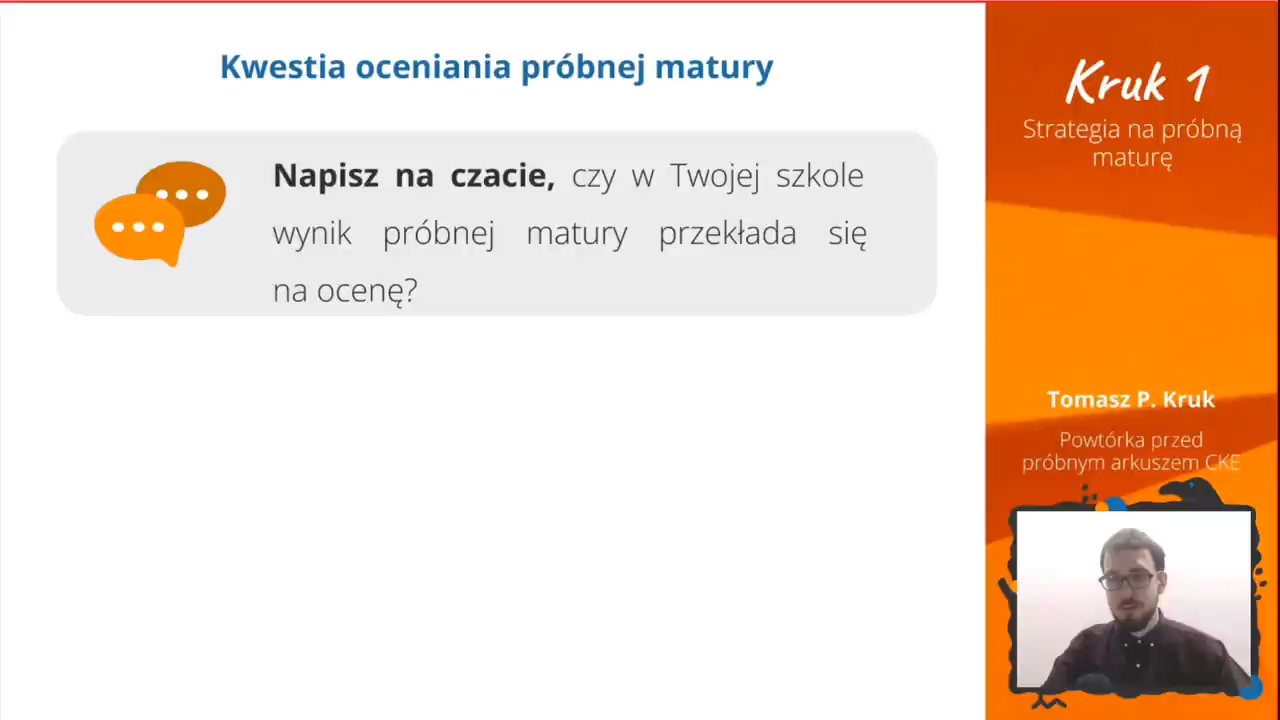 Kwestia oceniania próbnej matury
Napisz na czacie, czy w Twojej szkole
wynik próbnej matury przekłada się
na ocenę?
Kruk 1
Strategia na próbną
maturę
Tomasz P. Kruk
Powtórka przed
próbnym arkuszem CKE